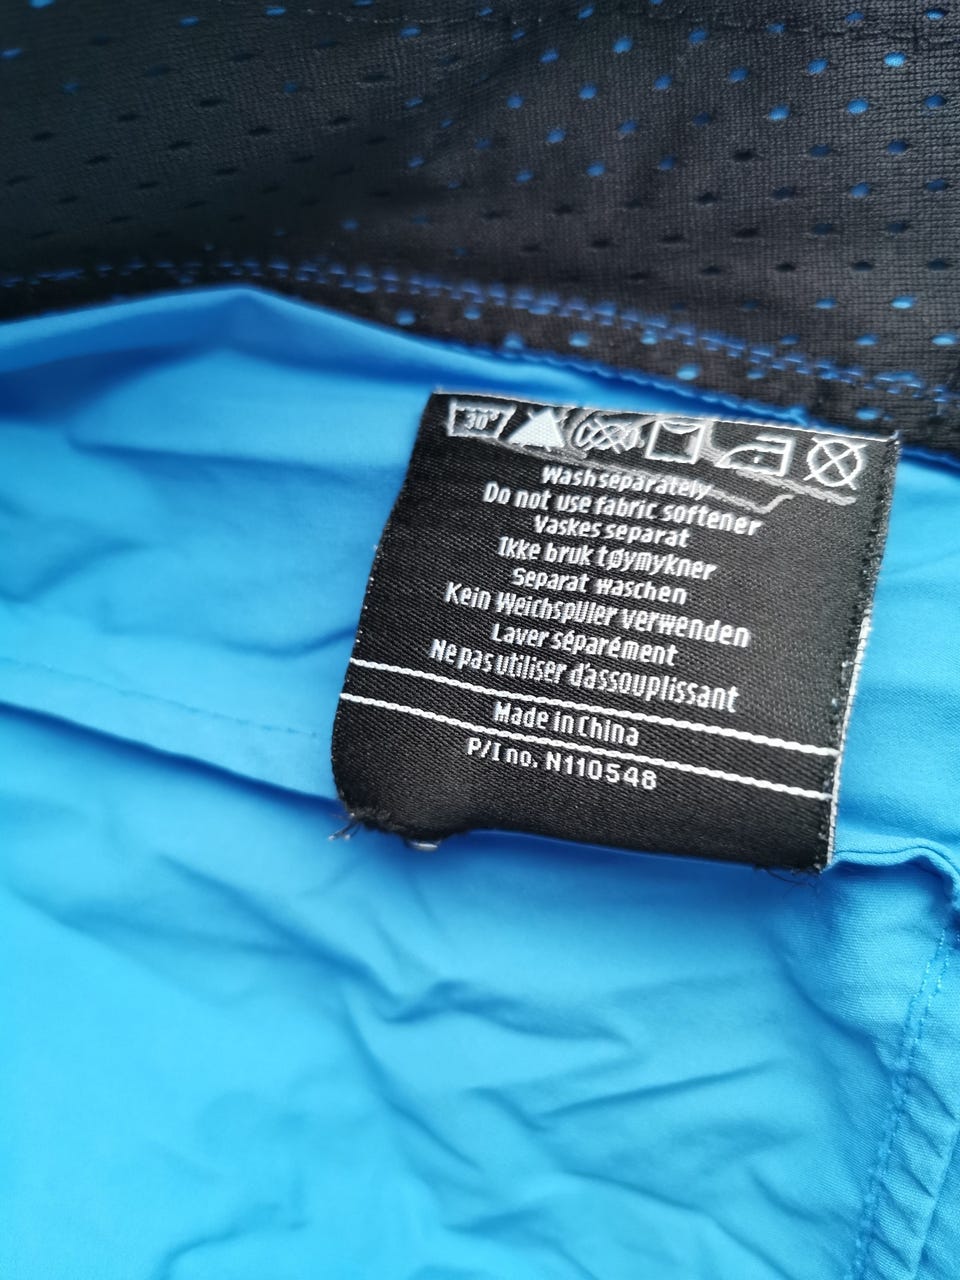 30°
Wash separately
Do not use fabric softener
Vaskes separat
Ikke bruk tøymykner
Separat waschen
Kein Weichspüler verwenden
Laver séparément
Ne pas utiliser d'assouplissant
Made in China
P/I no. N110548